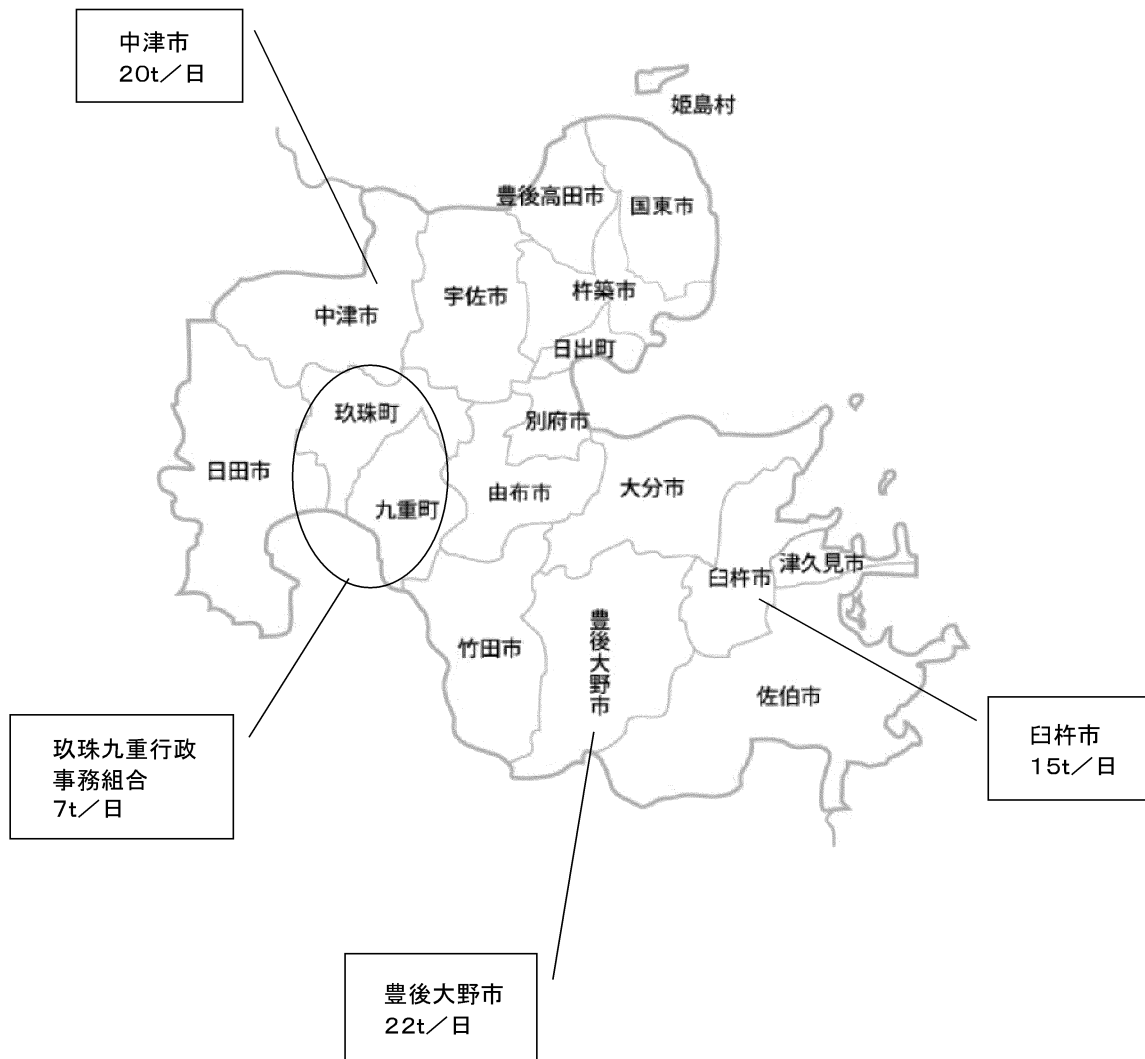 中津市
20t／日
姫島村
豊後高田市
国東市
中津市
宇佐市
杵築市
日出町
玖珠町
別府市
日田市
九重町
由布市
大分市
臼杵市
津久見市
竹田市
豊後大野市
佐伯市
玖珠九重行政
事務組合
7t／日
臼杵市
15t／日
豊後大野市
22t／日